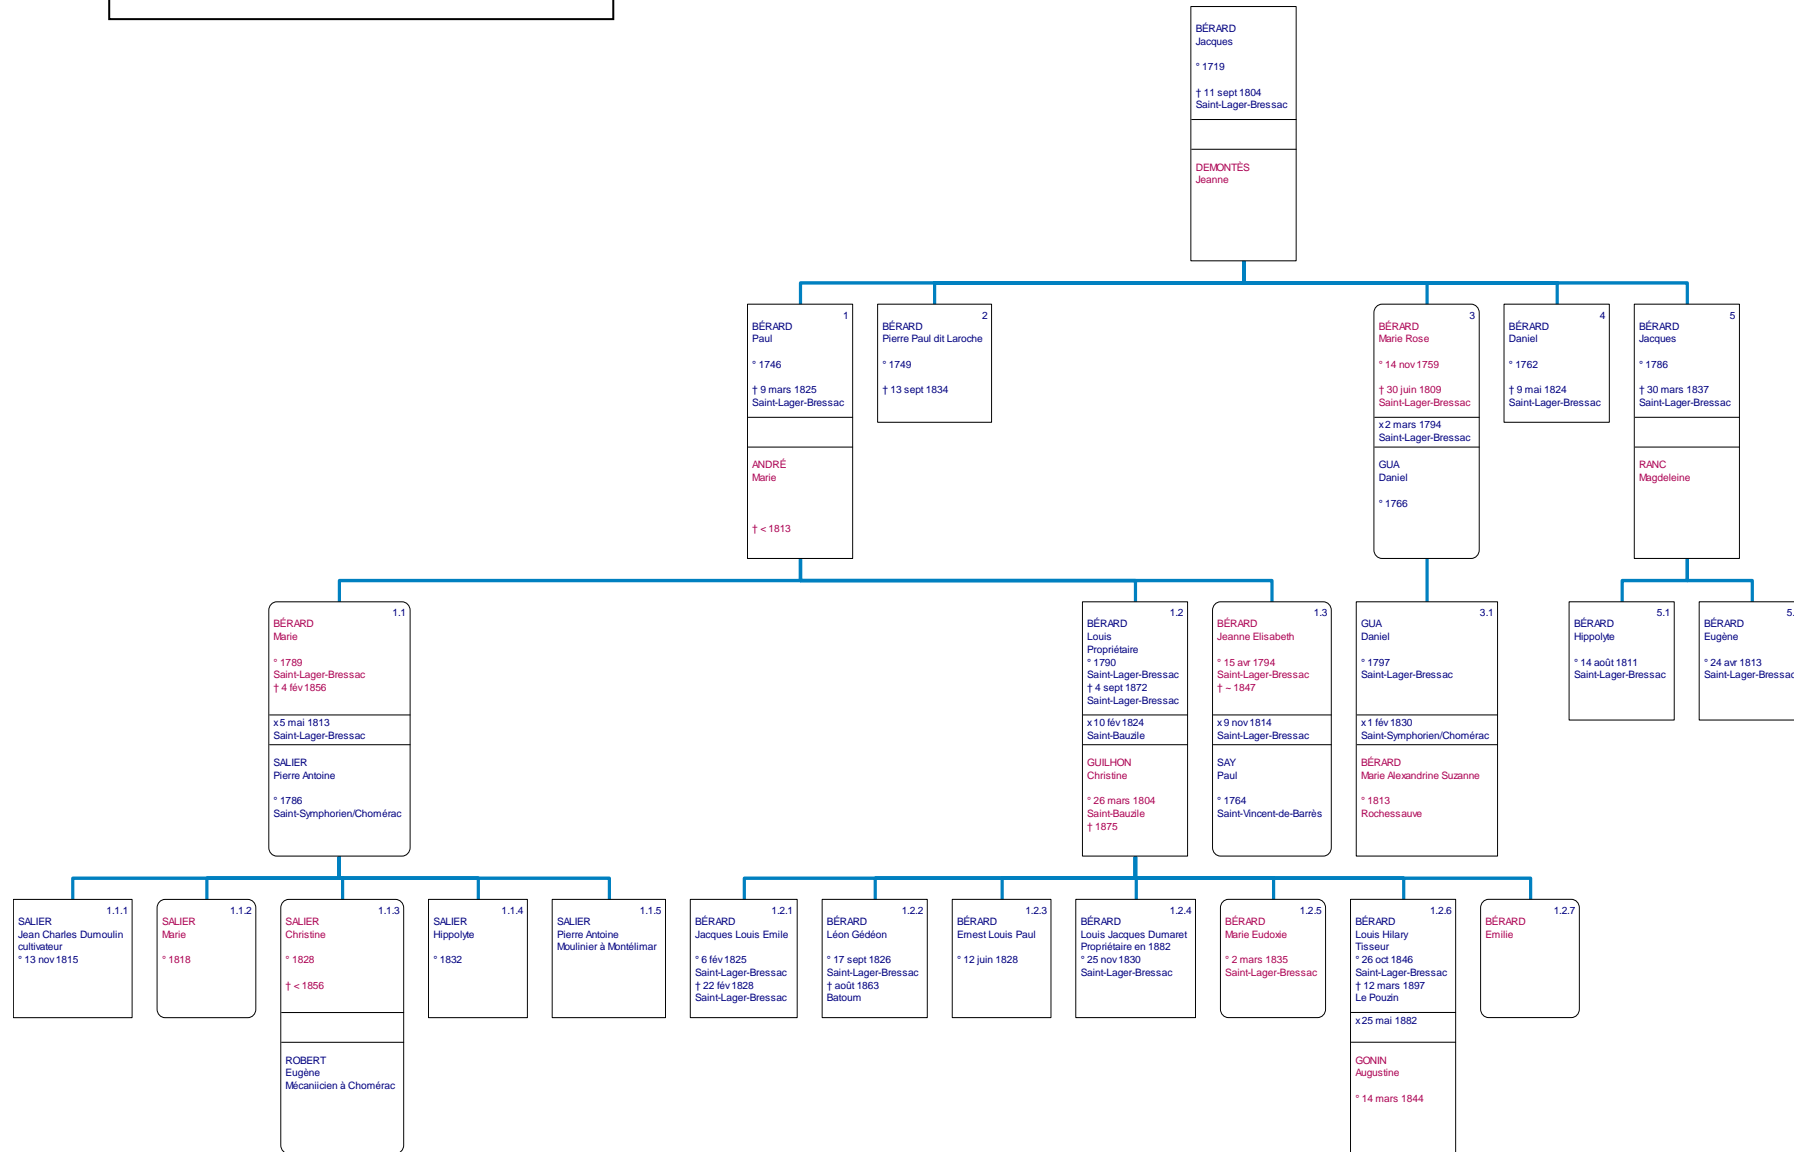 BÉRARD
Jacques
° 1719
† 11 sept 1804
Saint-Lager-Bressac
DEMONTÈS
Jeanne
1
BÉRARD
Paul
° 1746
† 9 mars 1825
Saint-Lager-Bressac
ANDRÉ
Marie
† < 1813
2
BÉRARD
Pierre Paul dit Laroche
° 1749
† 13 sept 1834
3
BÉRARD
Marie Rose
° 14 nov 1759
† 30 juin 1809
Saint-Lager-Bressac
x 2 mars 1794
Saint-Lager-Bressac
GUA
Daniel
° 1766
4
BÉRARD
Daniel
° 1762
† 9 mai 1824
Saint-Lager-Bressac
5
BÉRARD
Jacques
° 1786
† 30 mars 1837
Saint-Lager-Bressac
RANC
Magdeleine
1.1
BÉRARD
Marie
° 1789
Saint-Lager-Bressac
† 4 fév 1856
x 5 mai 1813
Saint-Lager-Bressac
SALIER
Pierre Antoine
° 1786
Saint-Symphorien/Chomérac
1.2
BÉRARD
Louis
Propriétaire
° 1790
Saint-Lager-Bressac
† 4 sept 1872
Saint-Lager-Bressac
x 10 fév 1824
Saint-Bauzile
GUILHON
Christine
° 26 mars 1804
Saint-Bauzile
† 1875
1.3
BÉRARD
Jeanne Elisabeth
° 15 avr 1794
Saint-Lager-Bressac
† ~ 1847
x 9 nov 1814
Saint-Lager-Bressac
SAY
Paul
° 1764
Saint-Vincent-de-Barrès
3.1
GUA
Daniel
° 1797
Saint-Lager-Bressac
x 1 fév 1830
Saint-Symphorien/Chomérac
BÉRARD
Marie Alexandrine Suzanne
° 1813
Rochessauve
5.1
BÉRARD
Hippolyte
° 14 août 1811
Saint-Lager-Bressac
5.
BÉRARD
Eugène
° 24 avr 1813
Saint-Lager-Bressac
1.1.1
SALIER
Jean Charles Dumoulin
cultivateur
° 13 nov 1815
1.1.2
SALIER
Marie
° 1818
1.1.3
SALIER
Christine
° 1828
† < 1856
ROBERT
Eugène
Mécaniicien à Chomérac
1.1.4
SALIER
Hippolyte
° 1832
1.1.5
SALIER
Pierre Antoine
Moulinier à Montélimar
1.2.1
BÉRARD
Jacques Louis Emile
° 6 fév 1825
Saint-Lager-Bressac
† 22 fév 1828
Saint-Lager-Bressac
1.2.2
BÉRARD
Léon Gédéon
° 17 sept 1826
Saint-Lager-Bressac
† août 1863
Batoum
1.2.3
BÉRARD
Ernest Louis Paul
° 12 juin 1828
1.2.4
BÉRARD
Louis Jacques Dumaret
Propriétaire en 1882
° 25 nov 1830
Saint-Lager-Bressac
1.2.5
BÉRARD
Marie Eudoxie
° 2 mars 1835
Saint-Lager-Bressac
1.2.6
BÉRARD
Louis Hilary
Tisseur
° 26 oct 1846
Saint-Lager-Bressac
† 12 mars 1897
Le Pouzin
x 25 mai 1882
GONIN
Augustine
° 14 mars 1844
1.2.7
BÉRARD
Emilie